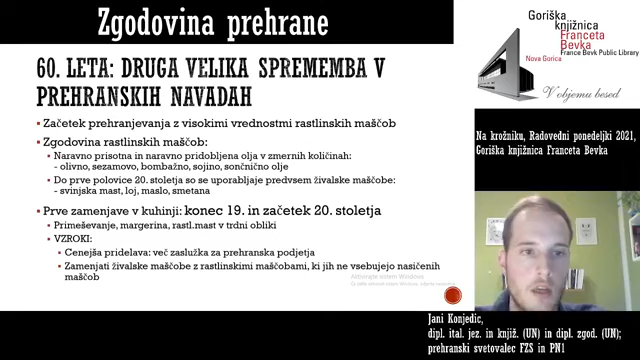 Zgodovina prehrane
60. LETA: DRUGA VELIKA SPREMEMBA V
PREHRANSKIH NAVADAH
Začetek prehranjevanja z visokimi vrednostmi rastlinskih maščob
Zgodovina rastlinskih maščob:
Naravno prisotna in naravno pridobljena olja v zmernih količinah:
- olivno, sezamovo, bombažno, sojino, sončnično olje
Do prve polovice 20. stoletja so se uporabljale predvsem živalske maščobe:
- svinjska mast, loj, maslo, smetana
Prve zamenjave v kuhinji: konec 19. in začetek 20. stoletja
Primeševanje, margerina, rastl.mast v trdni obliki
VZROKI:
Cenejša pridelava: več zaslužka za prehranska podjetja
Zamenjati živalske maščobe z rastlinskimi maščobami, ki jih ne vsebujejo nasičenih
maščob
Aktivirajte sistem Windows
Goriška
knjižnica
Franceta
Bevka
France Bevk Public Library
Nova Gorica
V objemu besed
Na krožniku, Radovedni ponedeljki 2021,
Goriška knjižnica Franceta Bevka
Jani Konjedic,
dipl. ital. jez. in knjiž. (UN) in dipl. zgod. (UN);
prehranski svetovalec FZS in PN1